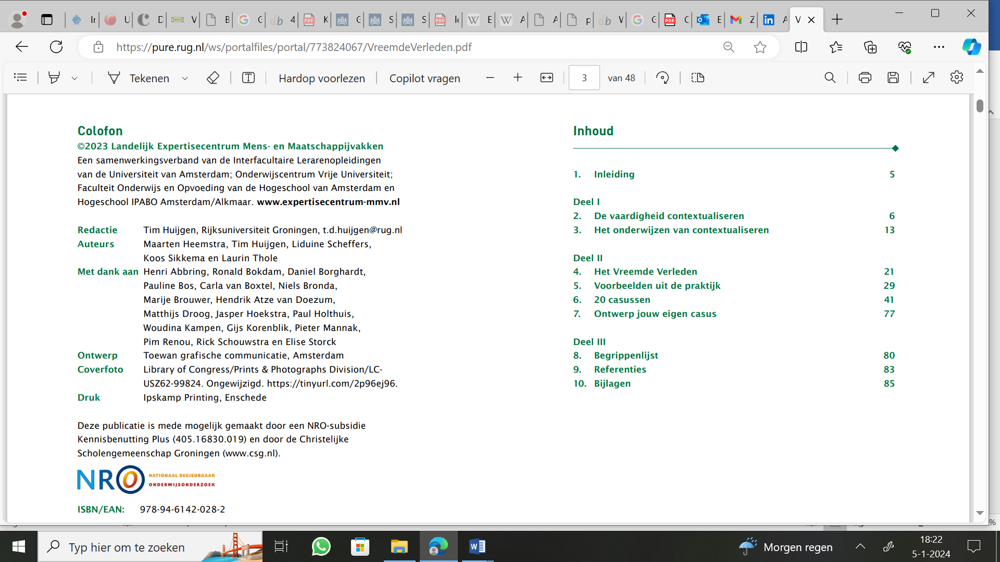 https://pure.rug.nl/ws/portalfiles/portal/773824067/VreemdeVerleden.pdf
Tekenen
Hardop voorlezen
Copilot vragen
3
van 48
Colofon
©2023 Landelijk Expertisecentrum Mens- en Maatschappijvakken
Een samenwerkingsverband van de Interfacultaire Lerarenopleidingen
van de Universiteit van Amsterdam; Onderwijscentrum Vrije Universiteit;
Faculteit Onderwijs en Opvoeding van de Hogeschool van Amsterdam en
Hogeschool IPABO Amsterdam/Alkmaar. www.expertisecentrum-mmv.nl
Redactie Tim Huijgen, Rijksuniversiteit Groningen, t.d.huijgen@rug.nl
Auteurs Maarten Heemstra, Tim Huijgen, Liduine Scheffers,
Koos Sikkema en Laurin Thole
Met dank aan Henri Abbring, Ronald Bokdam, Daniel Borghardt,
Pauline Bos, Carla van Boxtel, Niels Bronda,
Marije Brouwer, Hendrik Atze van Doezum,
Matthijs Droog, Jasper Hoekstra, Paul Holthuis,
Woudina Kampen, Gijs Korenblik, Pieter Mannak,
Pim Renou, Rick Schouwstra en Elise Storck
Ontwerp Toewan grafische communicatie, Amsterdam
Coverfoto Library of Congress/Prints & Photographs Division/LC-
USZ62-99824. Ongewijzigd. https://tinyurl.com/2p96ej96.
Druk Ipskamp Printing, Enschede
Deze publicatie is mede mogelijk gemaakt door een NRO-subsidie
Kennisbenutting Plus (405.16830.019) en door de Christelijke
Scholengemeenschap Groningen (www.csg.nl).
NRO
NATIONAAL REGIEORGAAN
ONDERWIJSONDERZOEK
ISBN/EAN: 978-94-6142-028-2
Inhoud
1. Inleiding 5
Deel I
2. De vaardigheid contextualiseren 6
3. Het onderwijzen van contextualiseren 13
Deel II
4. Het Vreemde Verleden 21
5. Voorbeelden uit de praktijk 29
6. 20 casussen 41
7. Ontwerp jouw eigen casus 77
Deel III
8. Begrippenlijst 80
9. Referenties 83
10. Bijlagen 85
Typ hier om te zoeken
Morgen regen
18:22
5-1-2024